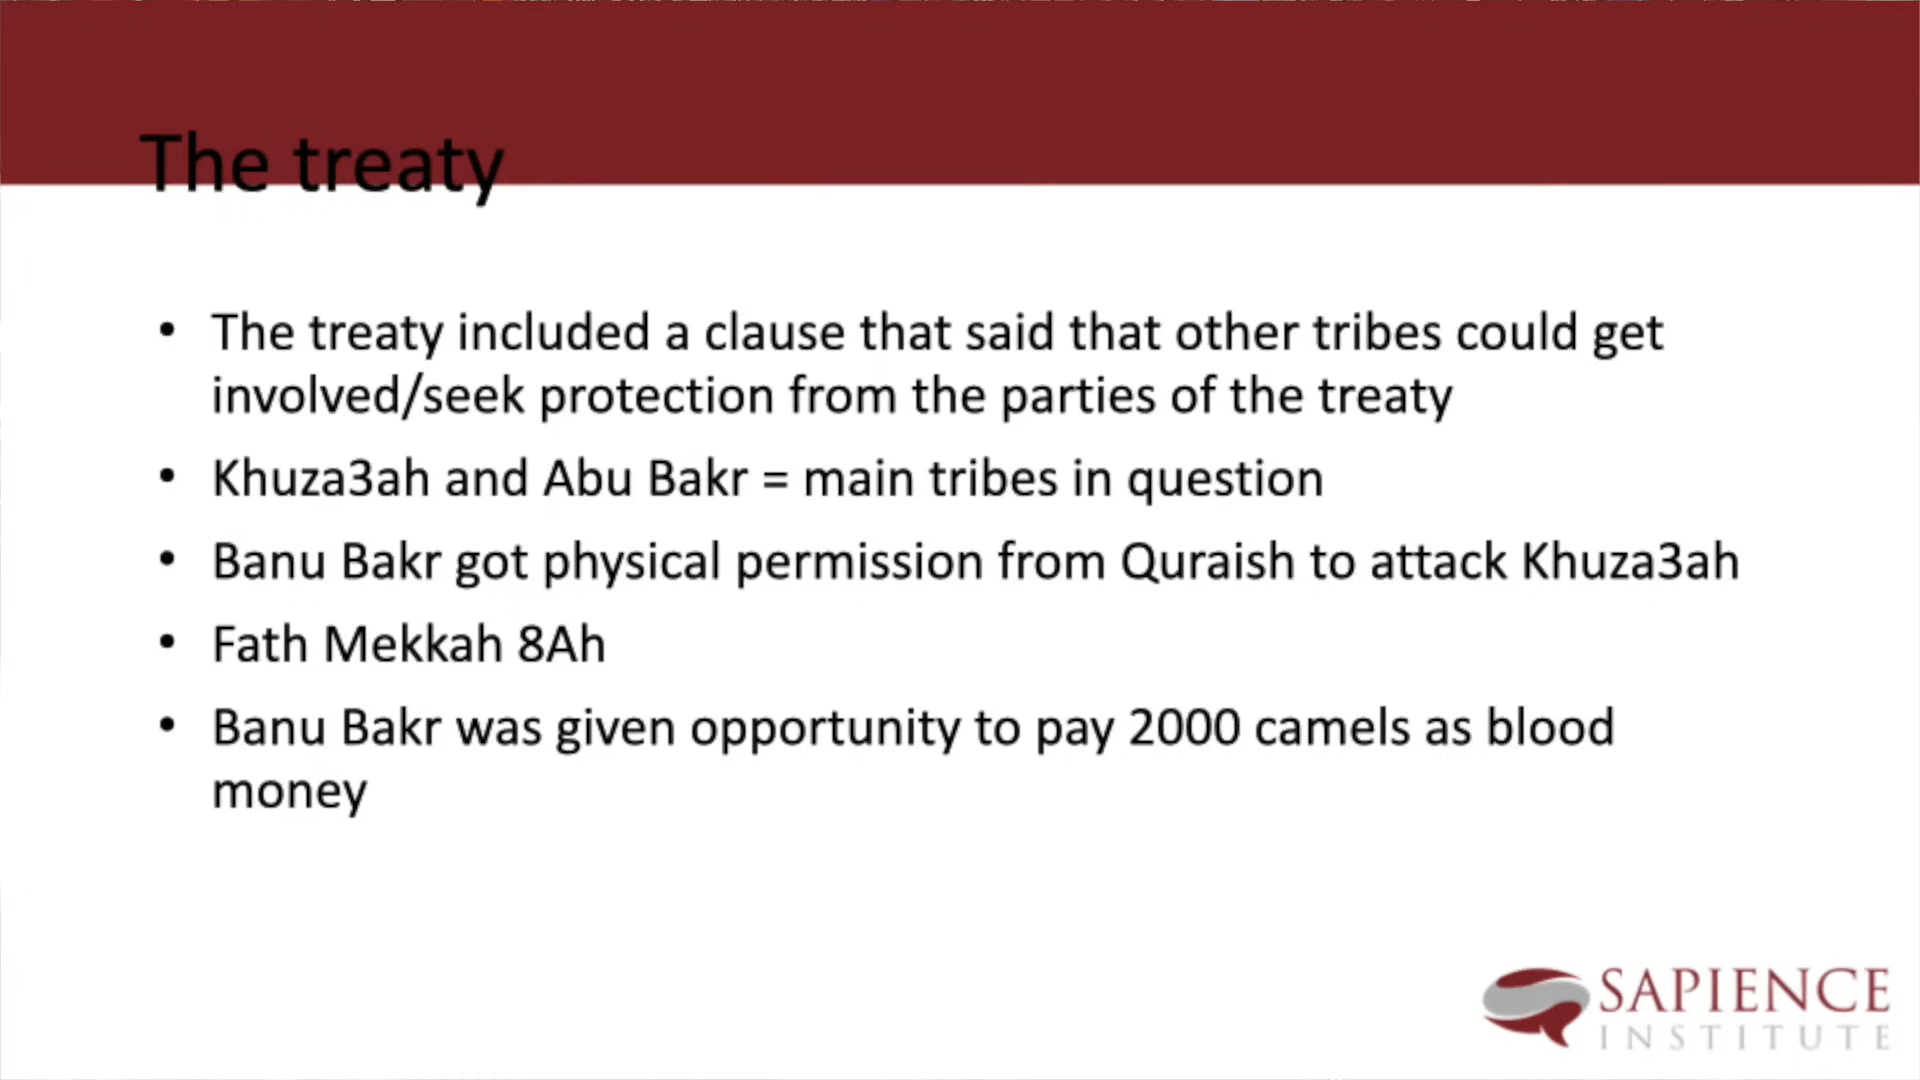 The treaty
• The treaty included a clause that said that other tribes could get
involved/seek protection from the parties of the treaty
• Khuza3ah and Abu Bakr = main tribes in question
• Banu Bakr got physical permission from Quraish to attack Khuza3ah
• Fath Mekkah 8Ah
• Banu Bakr was given opportunity to pay 2000 camels as blood
money
SAPIENCE
INSTITUTE